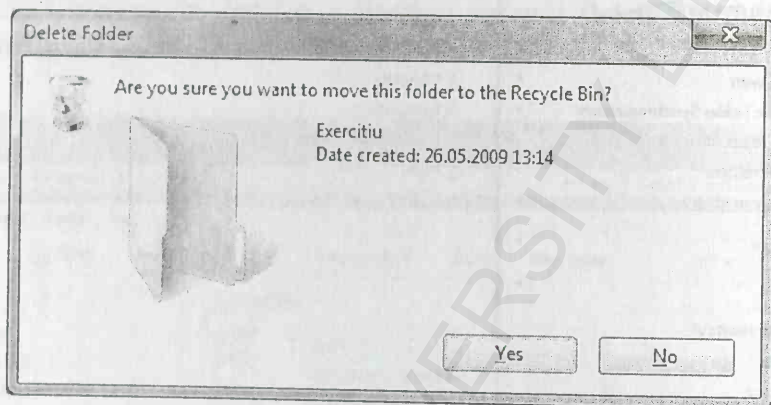 Delete Folder
Are you sure you want to move this folder to the Recycle Bin?
Exercitiu
Date created: 26.05.2009 13:14
Yes
No